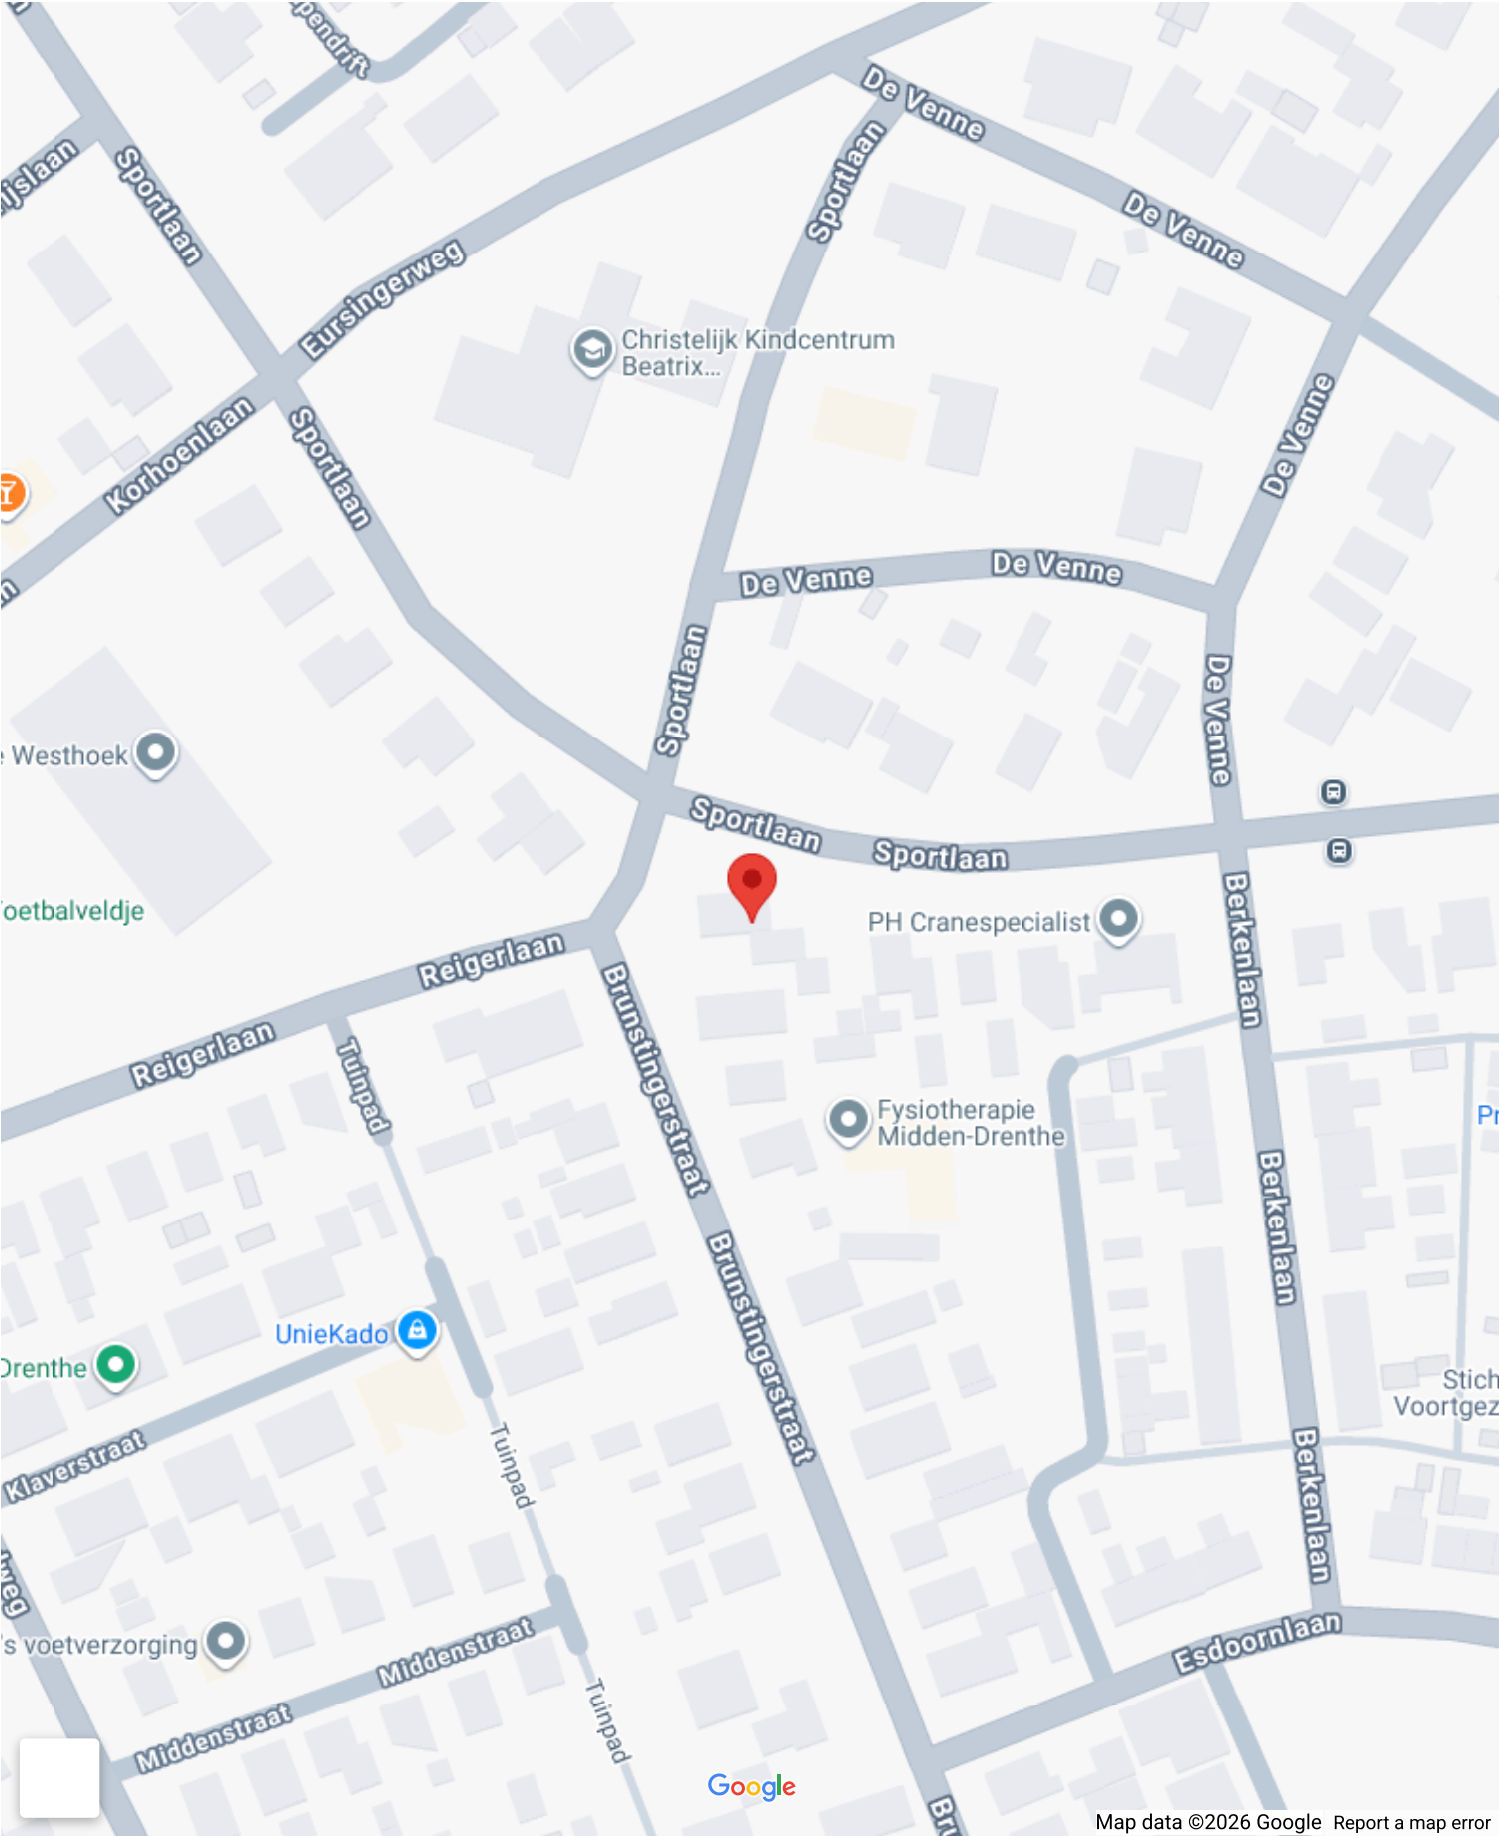 Sportlaan
Eursingerweg
De Venne
Sportlaan
De Venne
Christelijk Kindcentrum
Beatrix...
Korhoenlaan
Sportlaan
De Venne
De Venne
De Venne
Sportlaan
De Venne
Westhoek
Sportlaan
Sportlaan
Berkenlaan
PH Cranespecialist
Reigerlaan
Brunstingerstraat
Reigerlaan
Tuinpad
Fysiotherapie
Midden-Drenthe
Berkenlaan
Brunstingerstraat
UnieKado
Drenthe
Klaverstraat
Tuinpad
Berkenlaan
Middenstraat
's voetverzorging
Esdoornlaan
Middenstraat
Tuinpad
Google
Map data ©2026 Google Report a map error